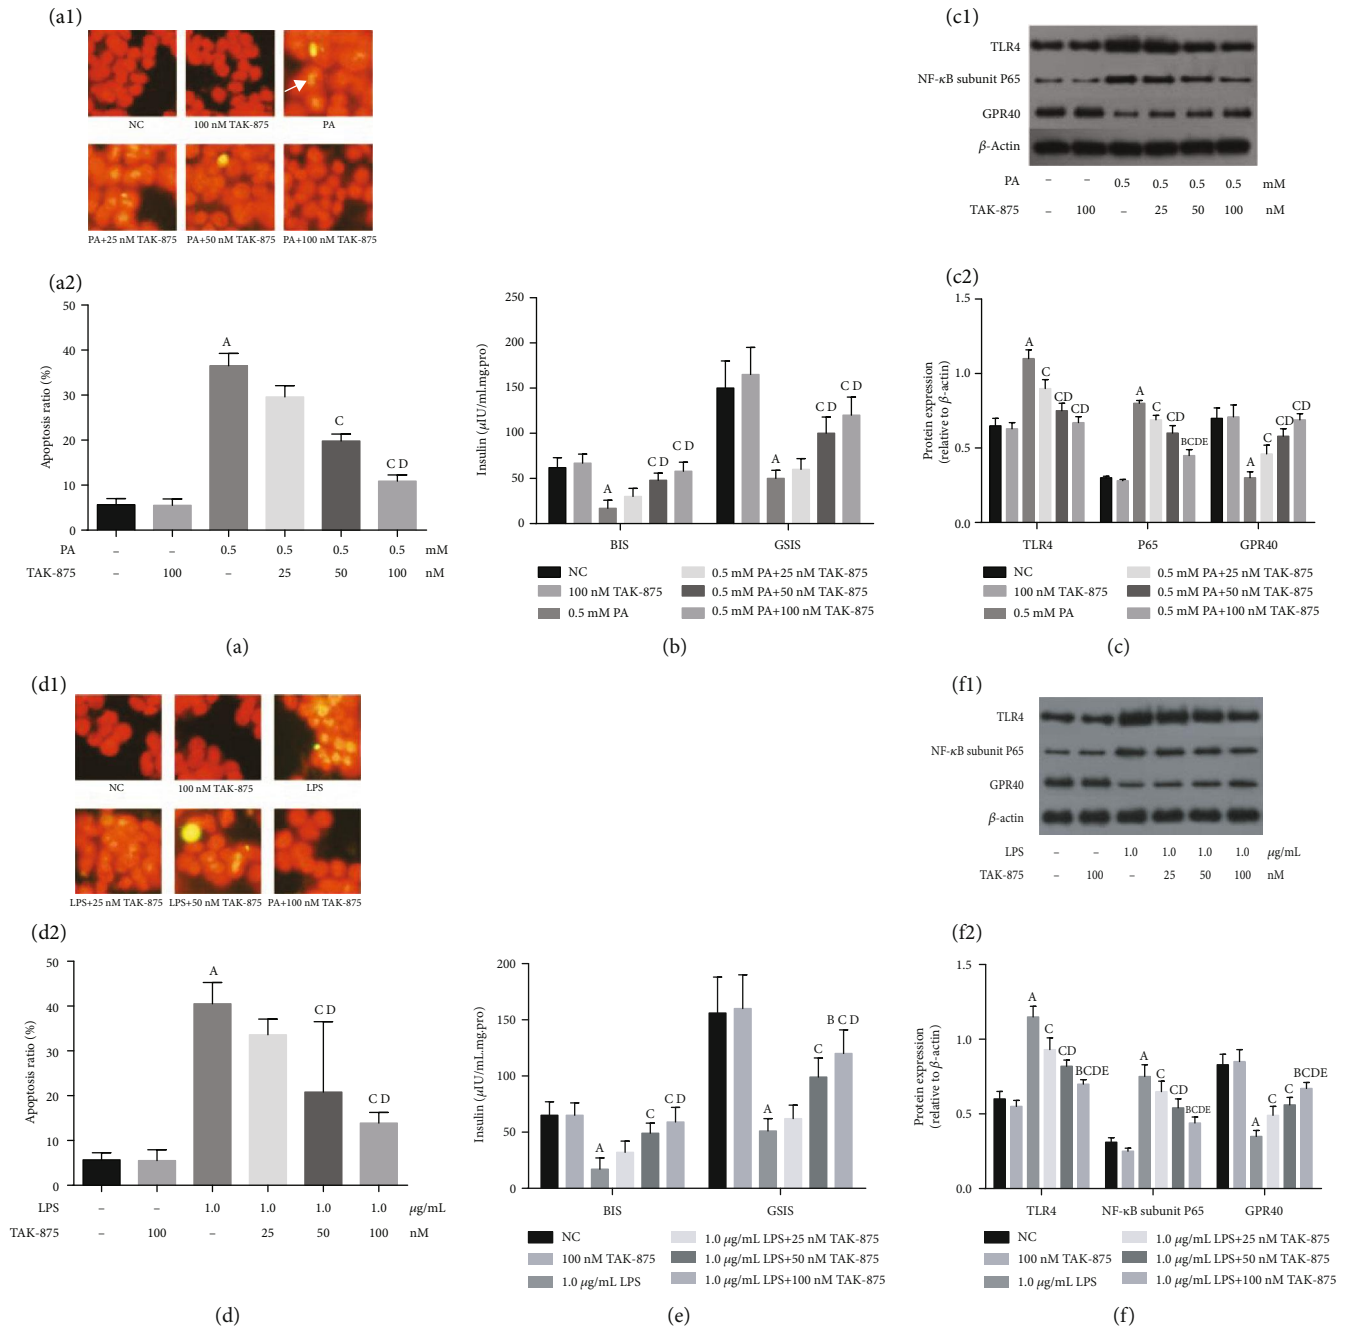 (a1)
NC
100 nM TAK-875
PA
PA+25 nM TAK-875
PA+50 nM TAK-875
PA+100 nM TAK-875
(a2)
Apoptosis ratio (%)
50
40
30
20
10
0
A
C
C D
PA – – 0.5 0.5 0.5 0.5 mM
TAK-875 – 100 – 25 50 100 nM
(a)
Insulin (μIU/ml.mg.pro)
250
200
150
100
50
0
A
C D
C D
A
C D
C D
BIS
GSIS
NC
100 nM TAK-875
0.5 mM PA
0.5 mM PA+25 nM TAK-875
0.5 mM PA+50 nM TAK-875
0.5 mM PA+100 nM TAK-875
(b)
(c1)
TLR4
NF-κB subunit P65
GPR40
β-Actin
PA – – 0.5 0.5 0.5 0.5 mM
TAK-875 – 100 – 25 50 100 nM
(c2)
Protein expression
(relative to β-actin)
1.5
1.0
0.5
0.0
A
C
CD
CD
A
C
CD
BCDE
A
C
CD
CD
TLR4
P65
GPR40
NC
100 nM TAK-875
0.5 mM PA
0.5 mM PA+25 nM TAK-875
0.5 mM PA+50 nM TAK-875
0.5 mM PA+100 nM TAK-875
(c)
(d1)
NC
100 nM TAK-875
LPS
LPS+25 nM TAK-875
LPS+50 nM TAK-875
PA+100 nM TAK-875
(d2)
Apoptosis ratio (%)
50
40
30
20
10
0
A
C D
C D
LPS – – 1.0 1.0 1.0 1.0 μg/mL
TAK-875 – 100 – 25 50 100 nM
(d)
Insulin (μIU/mL.mg.pro)
200
150
100
50
0
A
C
C D
A
C
B C D
BIS
GSIS
NC
100 nM TAK-875
1.0 μg/mL LPS
1.0 μg/mL LPS+25 nM TAK-875
1.0 μg/mL LPS+50 nM TAK-875
1.0 μg/mL LPS+100 nM TAK-875
(e)
(f1)
TLR4
NF-κB subunit P65
GPR40
β-actin
LPS – – 1.0 1.0 1.0 1.0 μg/mL
TAK-875 – 100 – 25 50 100 nM
(f2)
Protein expression
(relative to β-actin)
1.5
1.0
0.5
0.0
A
C
CD
BCDE
A
C
CD
BCDE
A
C
C
BCDE
TLR4
NF-κB subunit P65
GPR40
NC
100 nM TAK-875
1.0 μg/mL LPS
1.0 μg/mL LPS+25 nM TAK-875
1.0 μg/mL LPS+50 nM TAK-875
1.0 μg/mL LPS+100 nM TAK-875
(f)